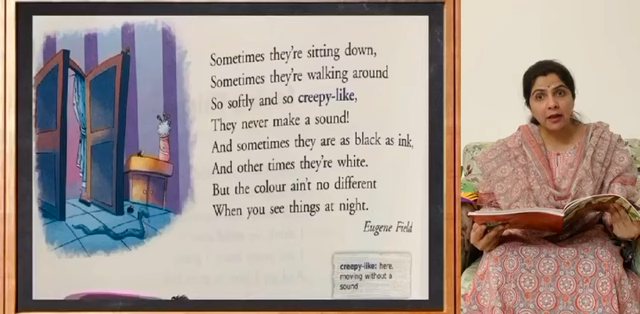 Sometimes they're sitting down,
Sometimes they're walking around
So softly and so creepy-like,
They never make a sound!
And sometimes they are as black as ink,
And other times they're white.
But the colour ain't no different
When you see things at night.
Eugene Field
creepy-like: here,
moving without a
sound